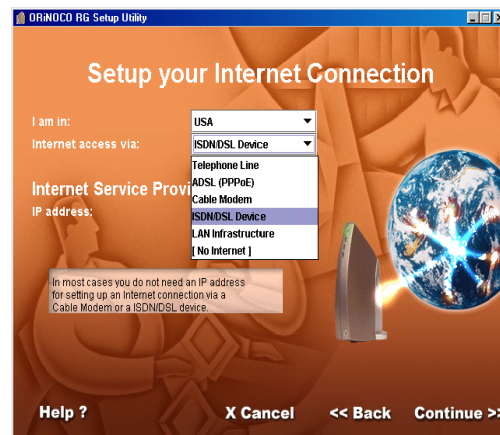 ORiNOCO RG Setup Utility
Setup your Internet Connection
I am in:
USA
Internet access via:
ISDN/DSL Device
Telephone Line
ADSL (PPPoE)
Cable Modem
ISDN/DSL Device
LAN Infrastructure
[ No Internet ]
Internet Service Provi
IP address:
In most cases you do not need an IP address
for setting up an Internet connection via a
Cable Modem or a ISDN/DSL device.
Help ?
X Cancel
<< Back
Continue >>